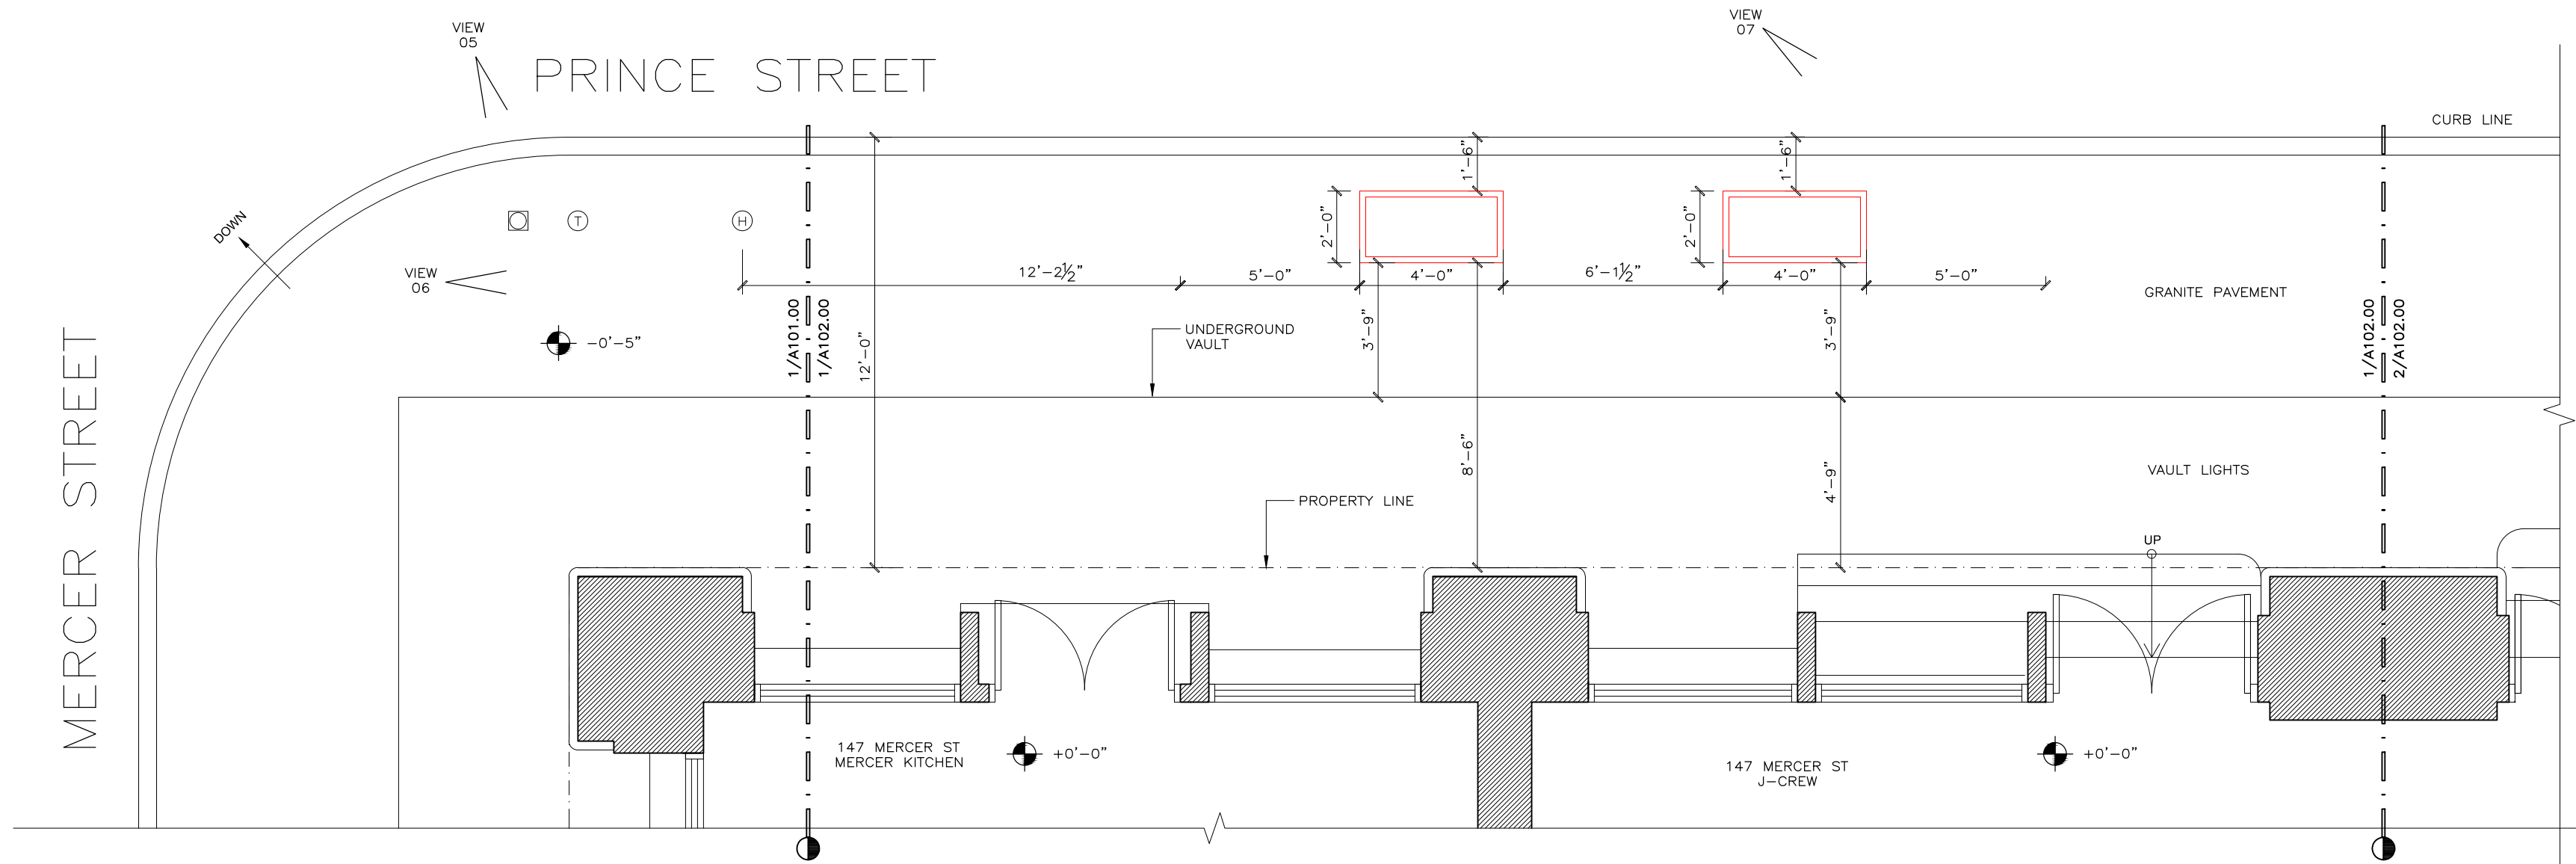 VIEW
05
PRINCE STREET
VIEW
07
CURB LINE
1'-6"
1'-6"
DOWN
T
H
2'-0"
2'-0"
VIEW
06
12'-2½"
5'-0"
4'-0"
6'-1½"
4'-0"
5'-0"
GRANITE PAVEMENT
-0'-5"
1/A101.00
1/A102.00
12'-0"
UNDERGROUND
VAULT
3'-9"
3'-9"
1/A102.00
2/A102.00
MERCER STREET
8'-6"
4'-9"
VAULT LIGHTS
PROPERTY LINE
UP
147 MERCER ST
MERCER KITCHEN
+0'-0"
147 MERCER ST
J-CREW
+0'-0"